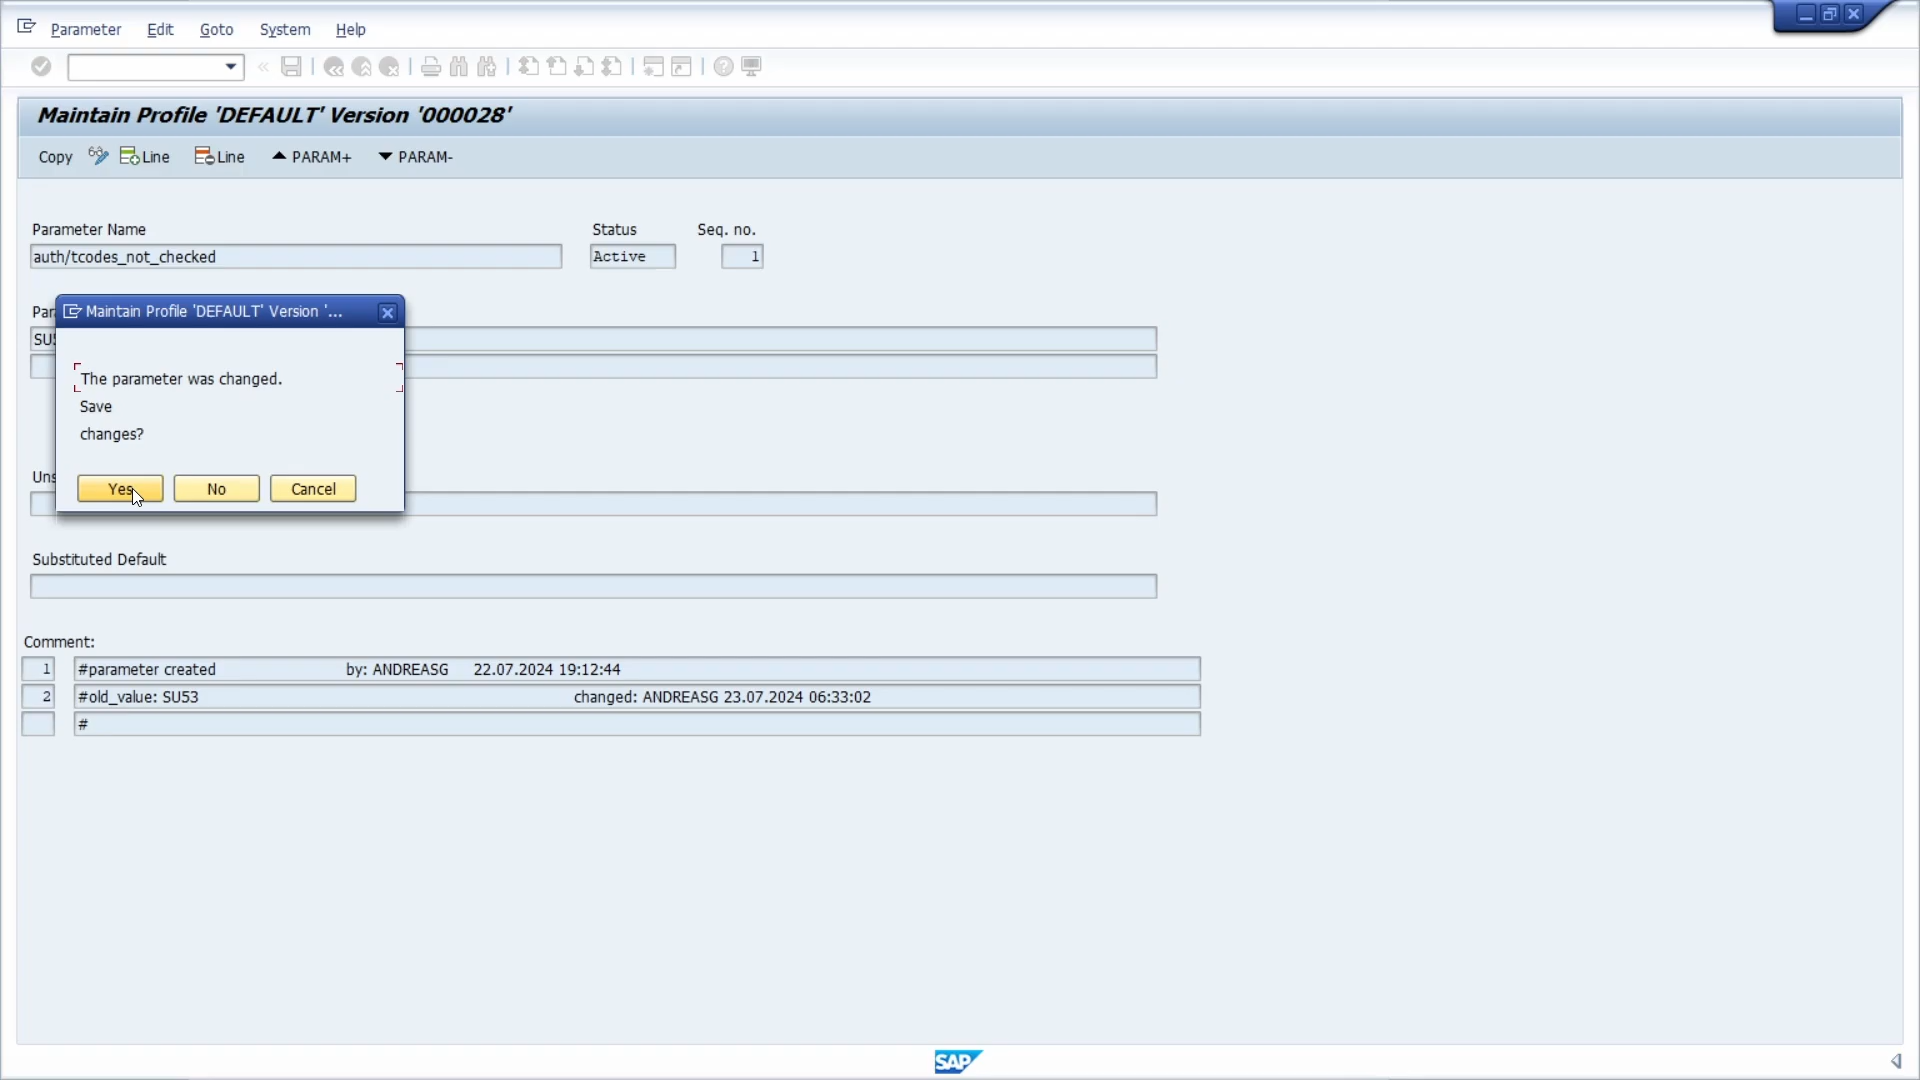 Parameter Edit Goto System Help
Maintain Profile 'DEFAULT' Version '000028'
Copy Line Line PARAM+ PARAM-
Parameter Name Status Seq. no.
auth/tcodes_not_checked Active 1
Maintain Profile 'DEFAULT' Version '...
The parameter was changed.
Save
changes?
Yes No Cancel
Substituted Default
Comment:
1 #parameter created by: ANDREASG 22.07.2024 19:12:44
2 #old_value: SU53 changed: ANDREASG 23.07.2024 06:33:02
#
SAP